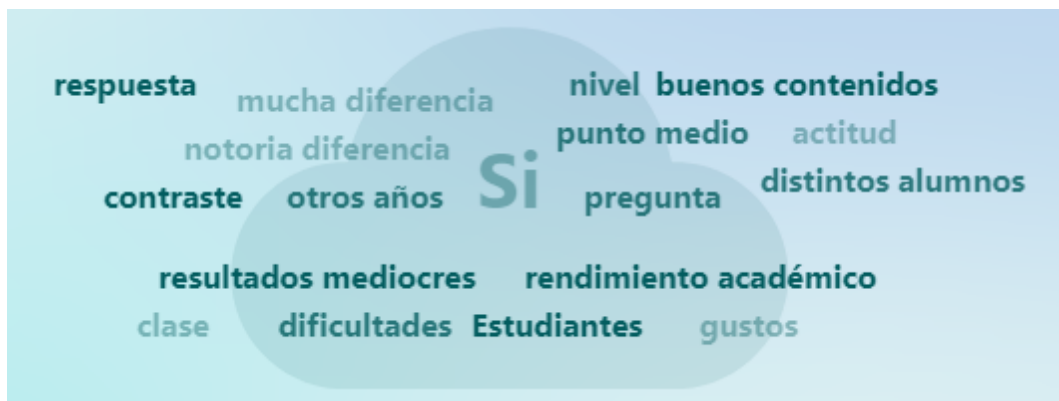 respuesta
mucha diferencia
nivel buenos contenidos
notoria diferencia
punto medio
actitud
contraste
otros años
Si
pregunta
distintos alumnos
resultados mediocres
rendimiento académico
clase
dificultades
Estudiantes
gustos